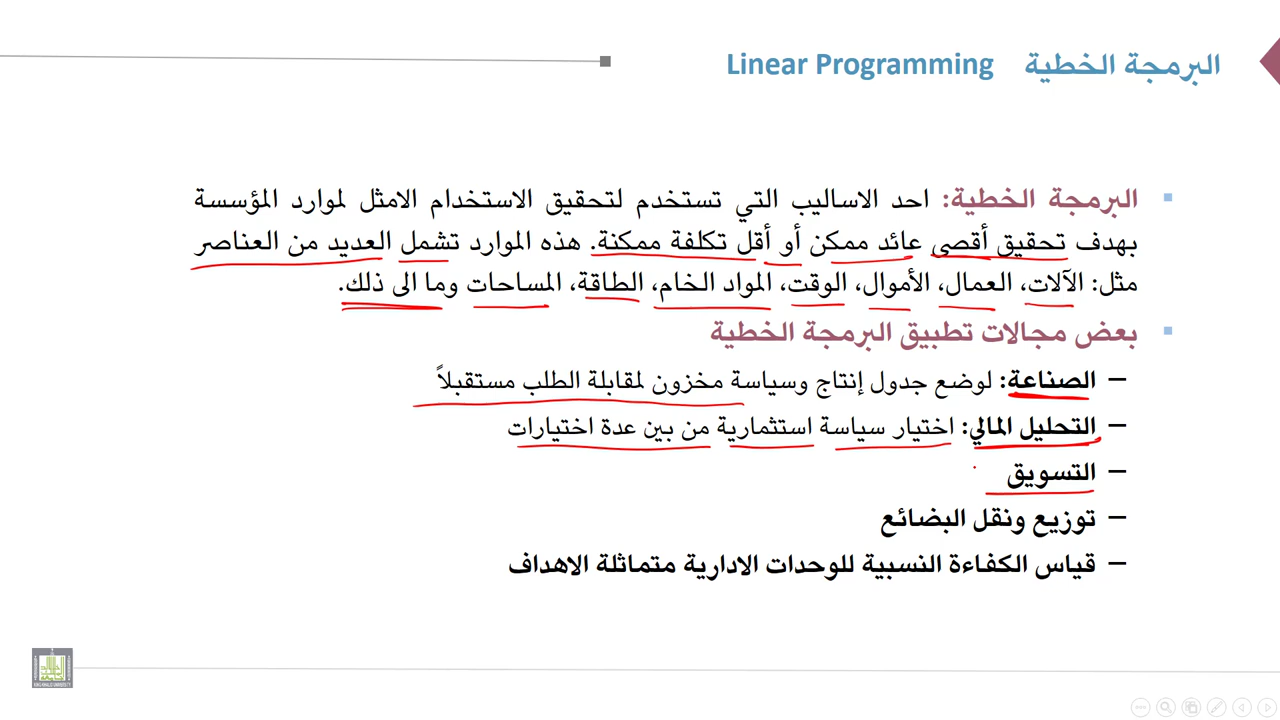 البرمجة الخطية Linear Programming
البرمجة الخطية: احد الاساليب التي تستخدم لتحقيق الاستخدام الامثل لموارد المؤسسة
بهدف تحقيق أقصى عائد ممكن أو أقل تكلفة ممكنة. هذه الموارد تشمل العديد من العناصر
مثل: الآلات، العمال، الأموال، الوقت، المواد الخام، الطاقة، المساحات وما الى ذلك.
بعض مجالات تطبيق البرمجة الخطية
– الصناعة: لوضع جدول إنتاج وسياسة مخزون لمقابلة الطلب مستقبلاً
– التحليل المالي: اختيار سياسة استثمارية من بين عدة اختيارات
– التسويق
– توزيع ونقل البضائع
– قياس الكفاءة النسبية للوحدات الادارية متماثلة الاهداف